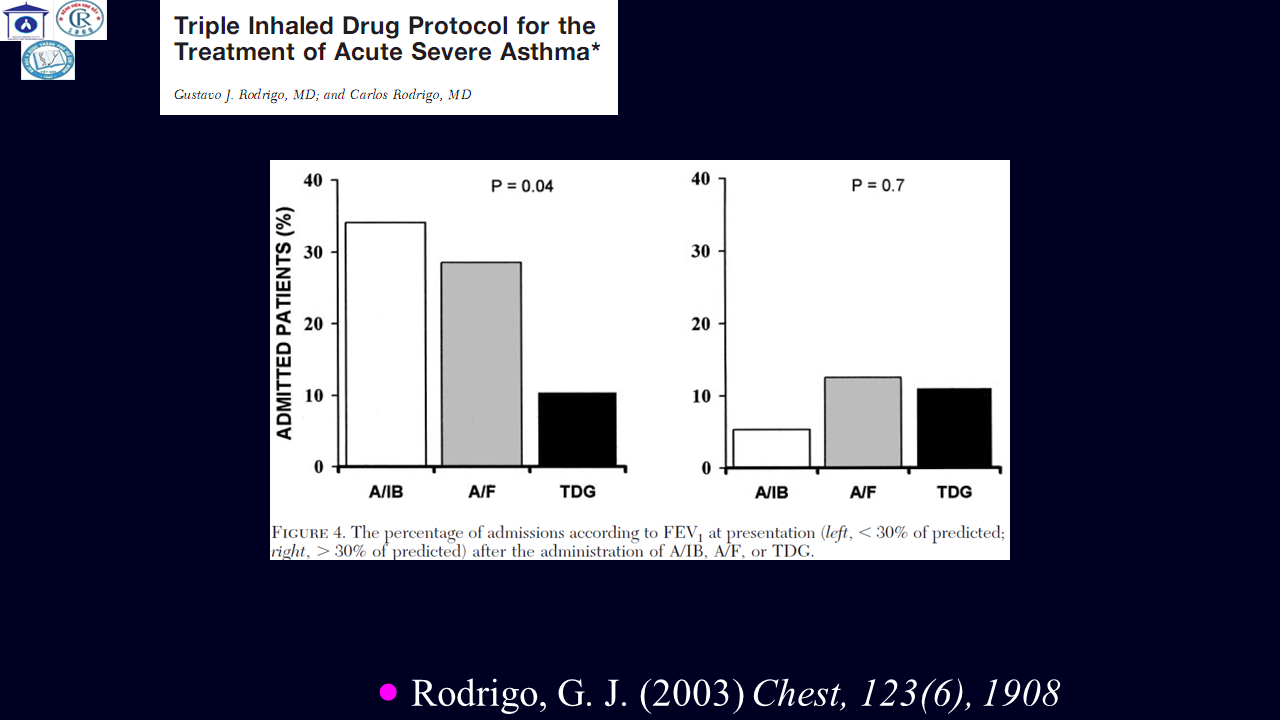 Triple Inhaled Drug Protocol for the
Treatment of Acute Severe Asthma*
Gustavo J. Rodrigo, MD; and Carlos Rodrigo, MD
ADMITTED PATIENTS (%)
40
30
20
10
0
P = 0.04
A/IB
A/F
TDG
40
30
20
10
0
P = 0.7
A/IB
A/F
TDG
FIGURE 4. The percentage of admissions according to FEV₁ at presentation (left, < 30% of predicted;
right, > 30% of predicted) after the administration of A/IB, A/F, or TDG.
Rodrigo, G. J. (2003) Chest, 123(6), 1908